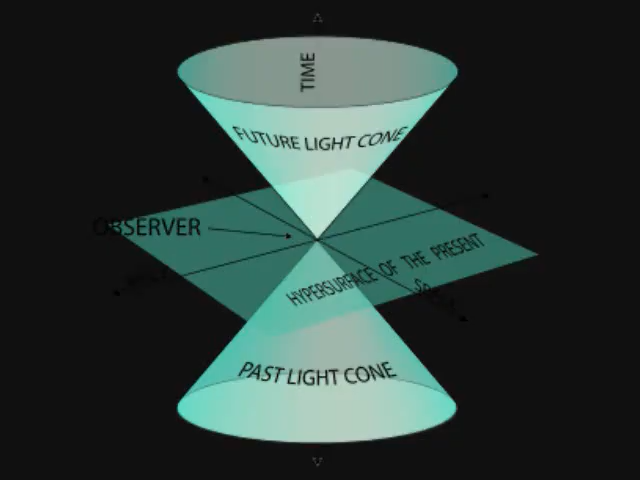 TIME
FUTURE LIGHT CONE
OBSERVER
HYPERSURFACE OF THE PRESENT
PAST LIGHT CONE